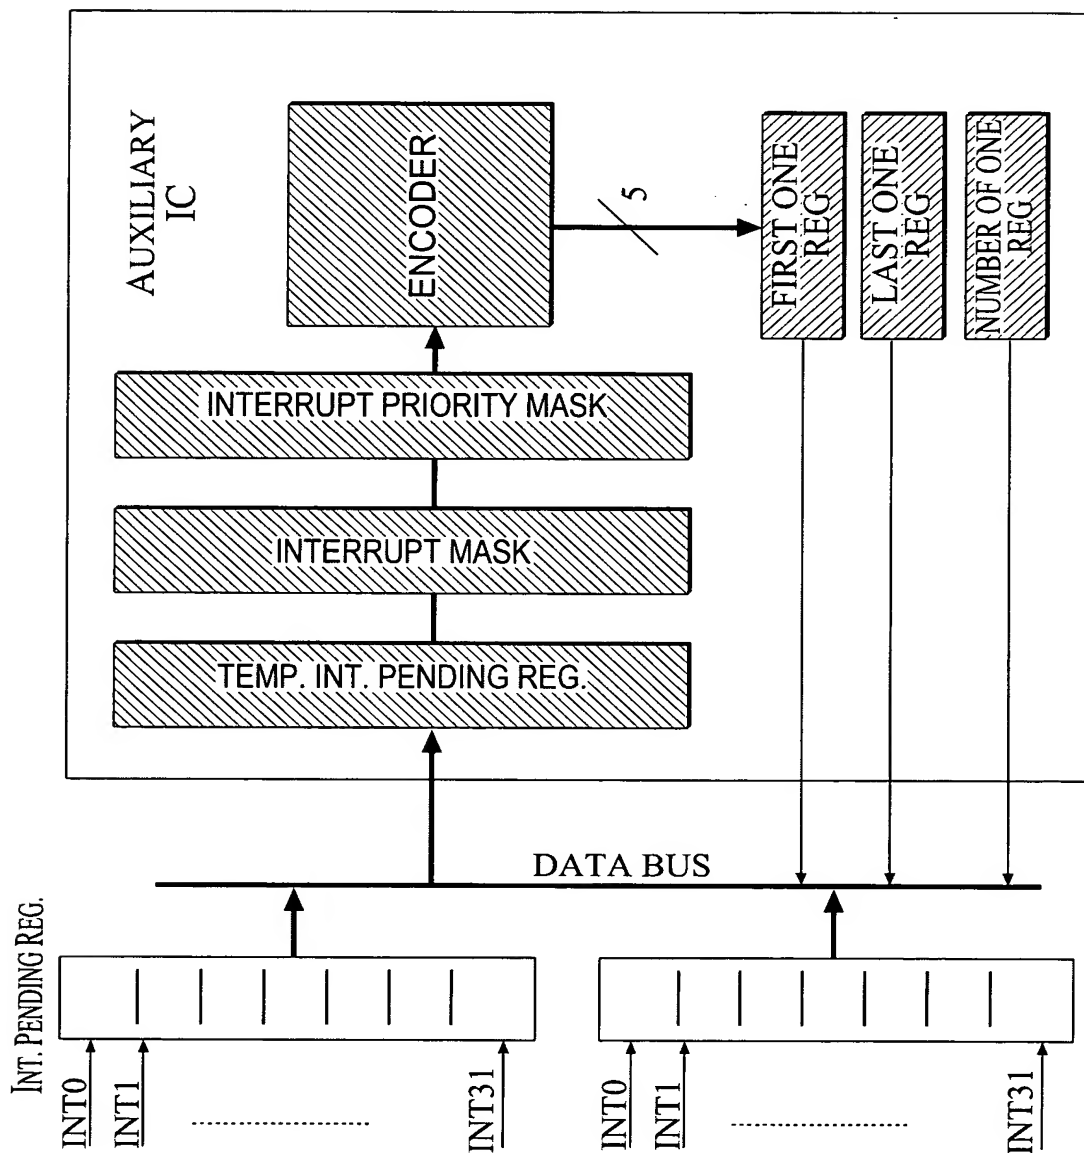 AUXILIARY
IC
ENCODER
5
FIRST ONE
REG
LAST ONE
REG
NUMBER OF ONE
REG
INTERRUPT PRIORITY MASK
INTERRUPT MASK
TEMP. INT. PENDING REG.
DATA BUS
INT. PENDING REG.
INT0
INT1
INT31
INT0
INT1
INT31